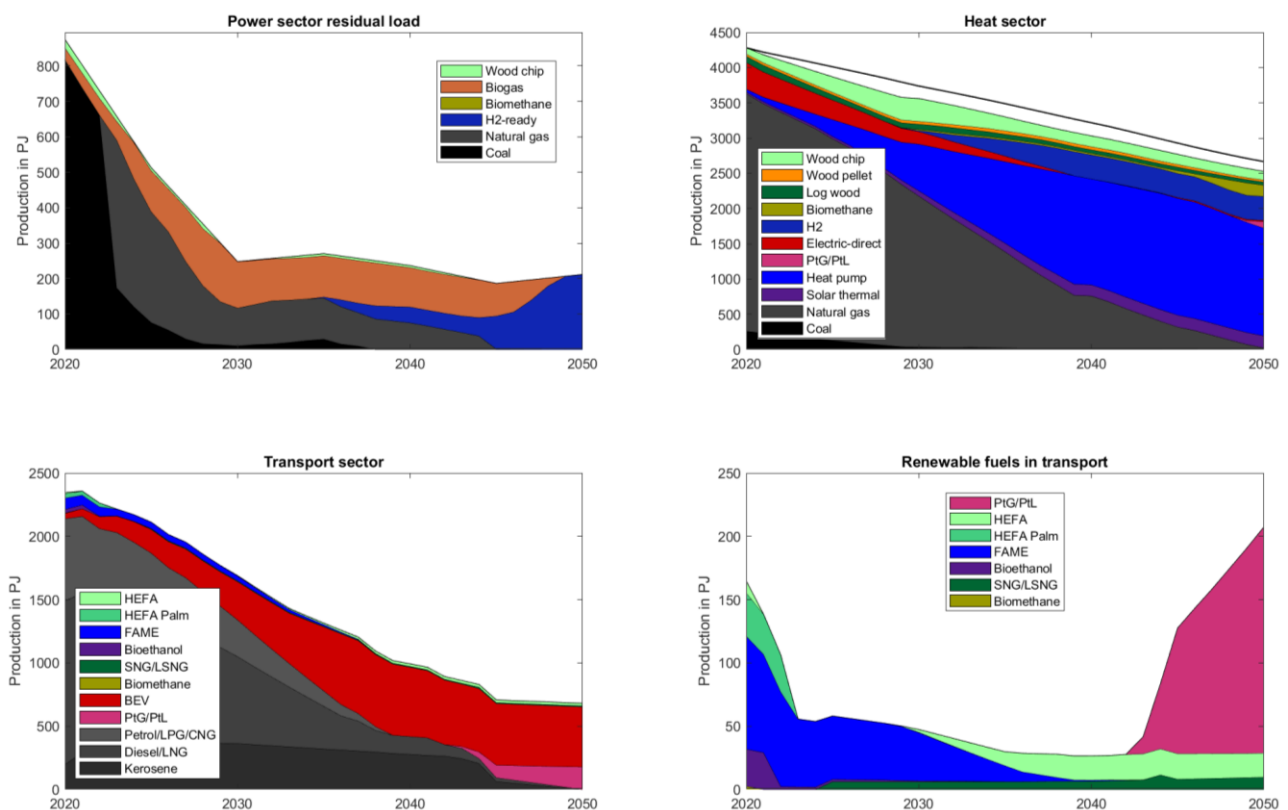 Power sector residual load
Production in PJ
800
700
600
500
400
300
200
100
0
2020
2030
2040
2050
Wood chip
Biogas
Biomethane
H2-ready
Natural gas
Coal
Heat sector
Production in PJ
4500
4000
3500
3000
2500
2000
1500
1000
500
0
2020
2030
2040
2050
Wood chip
Wood pellet
Log wood
Biomethane
H2
Electric-direct
PtG/PtL
Heat pump
Solar thermal
Natural gas
Coal
Transport sector
Production in PJ
2500
2000
1500
1000
500
0
2020
2030
2040
2050
HEFA
HEFA Palm
FAME
Bioethanol
SNG/LSNG
Biomethane
BEV
PtG/PtL
Petrol/LPG/CNG
Diesel/LNG
Kerosene
Renewable fuels in transport
Production in PJ
250
200
150
100
50
0
2020
2030
2040
2050
PtG/PtL
HEFA
HEFA Palm
FAME
Bioethanol
SNG/LSNG
Biomethane